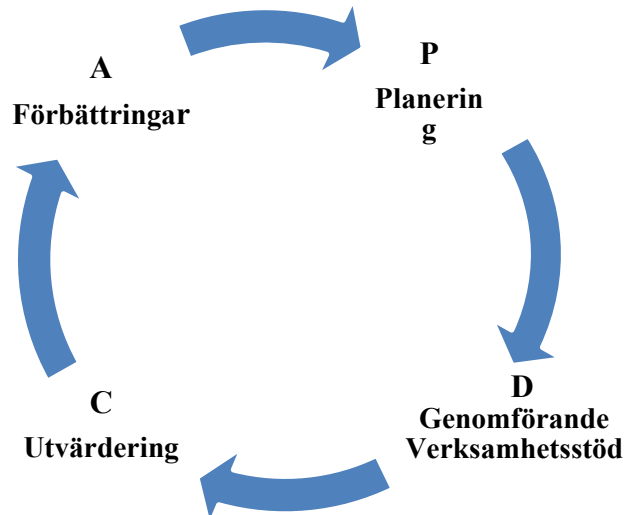 A
Förbättringar
P
Planerin
g
D
Genomförande
Verksamhetsstöd
C
Utvärdering